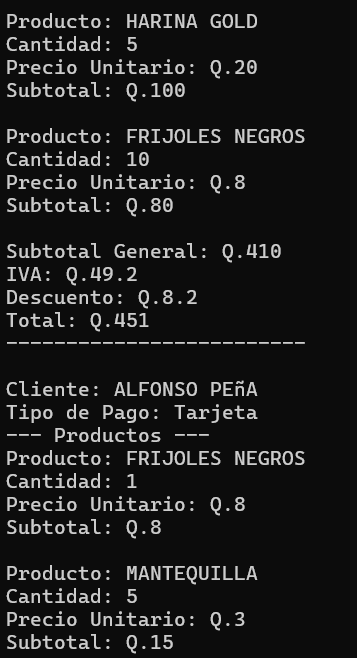 Producto: HARINA GOLD
Cantidad: 5
Precio Unitario: Q.20
Subtotal: Q.100
Producto: FRIJOLES NEGROS
Cantidad: 10
Precio Unitario: Q.8
Subtotal: Q.80
Subtotal General: Q.410
IVA: Q.49.2
Descuento: Q.8.2
Total: Q.451
-------------------------
Cliente: ALFONSO PEñA
Tipo de Pago: Tarjeta
--- Productos ---
Producto: FRIJOLES NEGROS
Cantidad: 1
Precio Unitario: Q.8
Subtotal: Q.8
Producto: MANTEQUILLA
Cantidad: 5
Precio Unitario: Q.3
Subtotal: Q.15